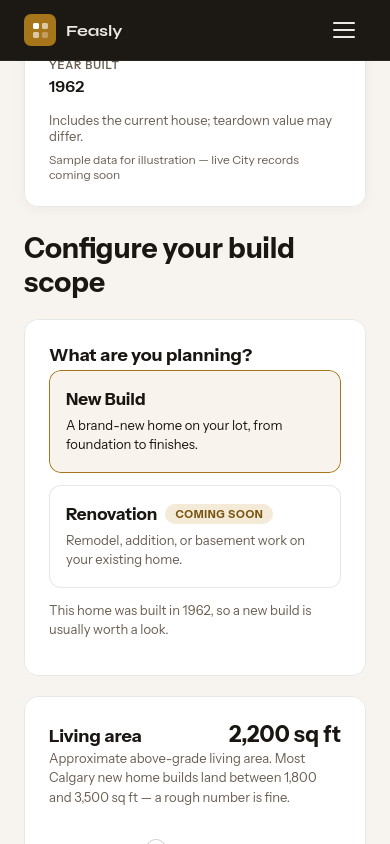 Feasly
YEAR BUILT
1962
Includes the current house; teardown value may
differ.
Sample data for illustration — live City records
coming soon
Configure your build
scope
What are you planning?
New Build
A brand-new home on your lot, from
foundation to finishes.
Renovation COMING SOON
Remodel, addition, or basement work on
your existing home.
This home was built in 1962, so a new build is
usually worth a look.
Living area 2,200 sq ft
Approximate above-grade living area. Most
Calgary new home builds land between 1,800
and 3,500 sq ft — a rough number is fine.